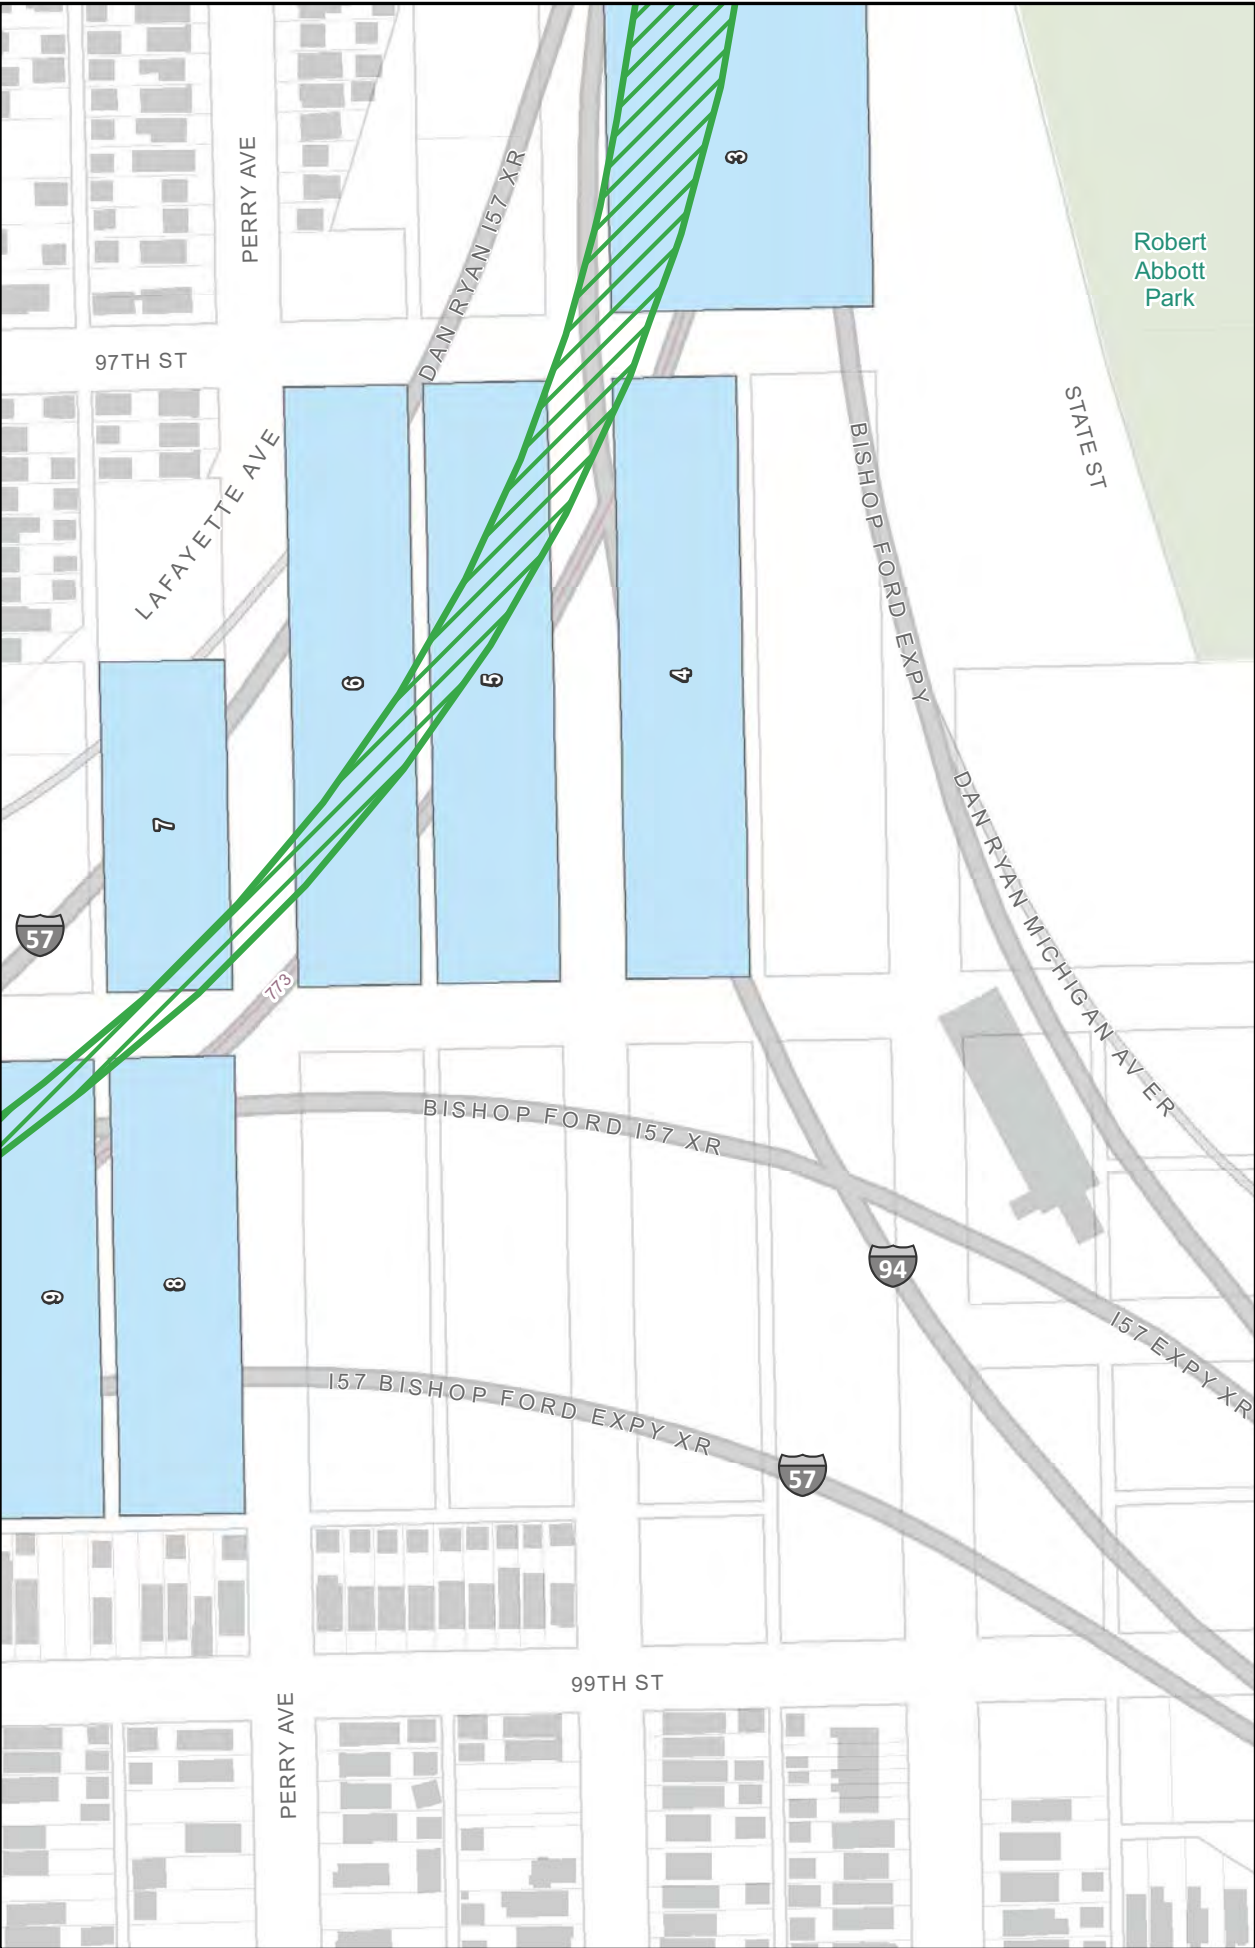 PERRY AVE
3
DAN RYAN I57 XR
Robert
Abbott
Park
97TH ST
LAFAYETTE AVE
STATE ST
BISHOP FORD EXPY
6
5
4
7
DAN RYAN MICHIGAN AV ER
57
773
BISHOP FORD I57 XR
94
9
8
I57 EXPY XR
I57 BISHOP FORD EXPY XR
57
99TH ST
PERRY AVE